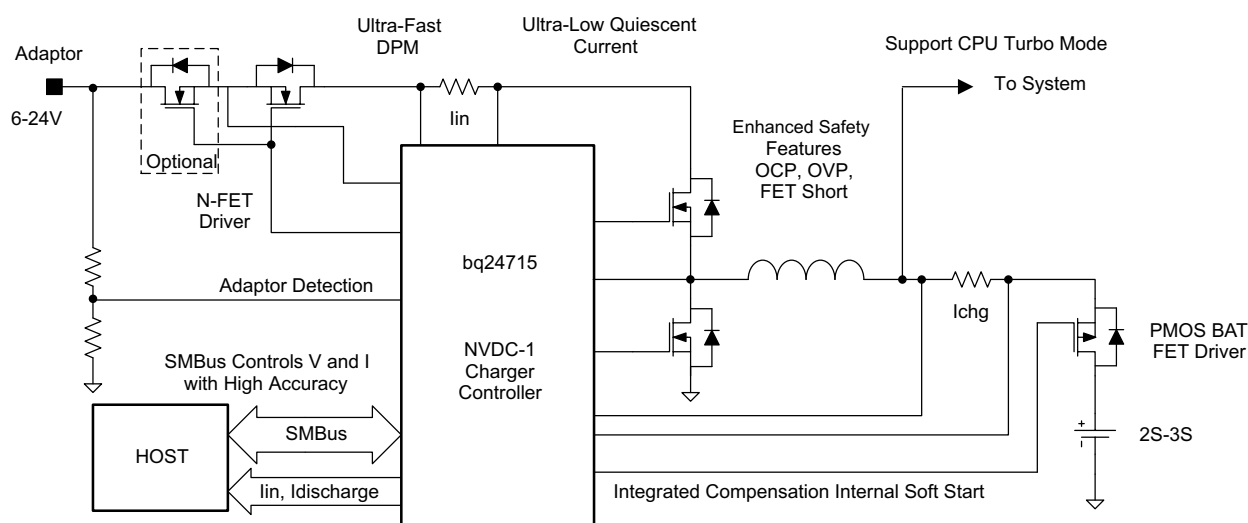 Ultra-Fast
DPM
Ultra-Low Quiescent
Current
Support CPU Turbo Mode
Adaptor
To System
6-24V
Iin
Enhanced Safety
Features
OCP, OVP,
FET Short
Optional
N-FET
Driver
bq24715
Adaptor Detection
Ichg
PMOS BAT
FET Driver
NVDC-1
Charger
Controller
SMBus Controls V and I
with High Accuracy
HOST
SMBus
+
-
2S-3S
Iin, Idischarge
Integrated Compensation Internal Soft Start